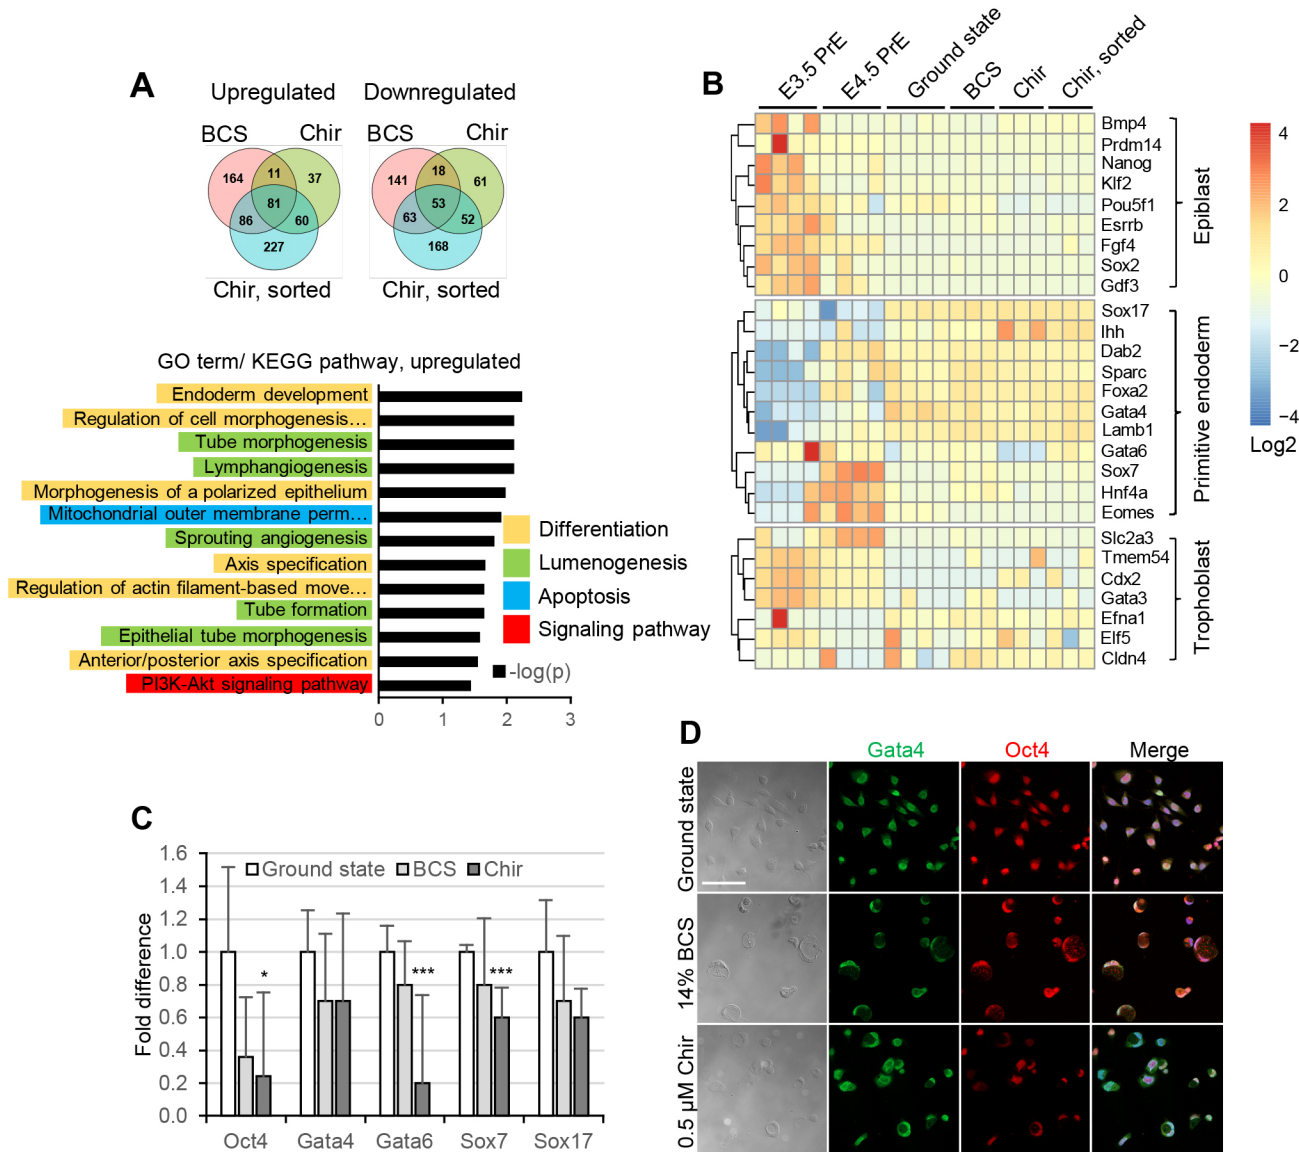 A
Upregulated
Downregulated
BCS
Chir
BCS
Chir
164
11
37
81
86
60
227
141
18
61
53
63
52
168
Chir, sorted
Chir, sorted
GO term/ KEGG pathway, upregulated
Endoderm development
Regulation of cell morphogenesis…
Tube morphogenesis
Lymphangiogenesis
Morphogenesis of a polarized epithelium
Mitochondrial outer membrane perm…
Sprouting angiogenesis
Axis specification
Regulation of actin filament-based move…
Tube formation
Epithelial tube morphogenesis
Anterior/posterior axis specification
PI3K-Akt signaling pathway
Differentiation
Lumenogenesis
Apoptosis
Signaling pathway
-log(p)
0
1
2
3
B
E3.5 PrE
E4.5 PrE
Ground state
BCS
Chir
Chir, sorted
Bmp4
Prdm14
Nanog
Klf2
Pou5f1
Esrrb
Fgf4
Sox2
Gdf3
Epiblast
Sox17
Ihh
Dab2
Sparc
Foxa2
Gata4
Lamb1
Gata6
Sox7
Hnf4a
Eomes
Primitive endoderm
Slc2a3
Tmem54
Cdx2
Gata3
Efna1
Elf5
Cldn4
Trophoblast
4
2
0
−2
−4
Log2
C
Fold difference
1.6
1.4
1.2
1.0
0.8
0.6
0.4
0.2
0.0
Ground state
BCS
Chir
*
***
***
Oct4
Gata4
Gata6
Sox7
Sox17
D
Gata4
Oct4
Merge
Ground state
14% BCS
0.5 µM Chir